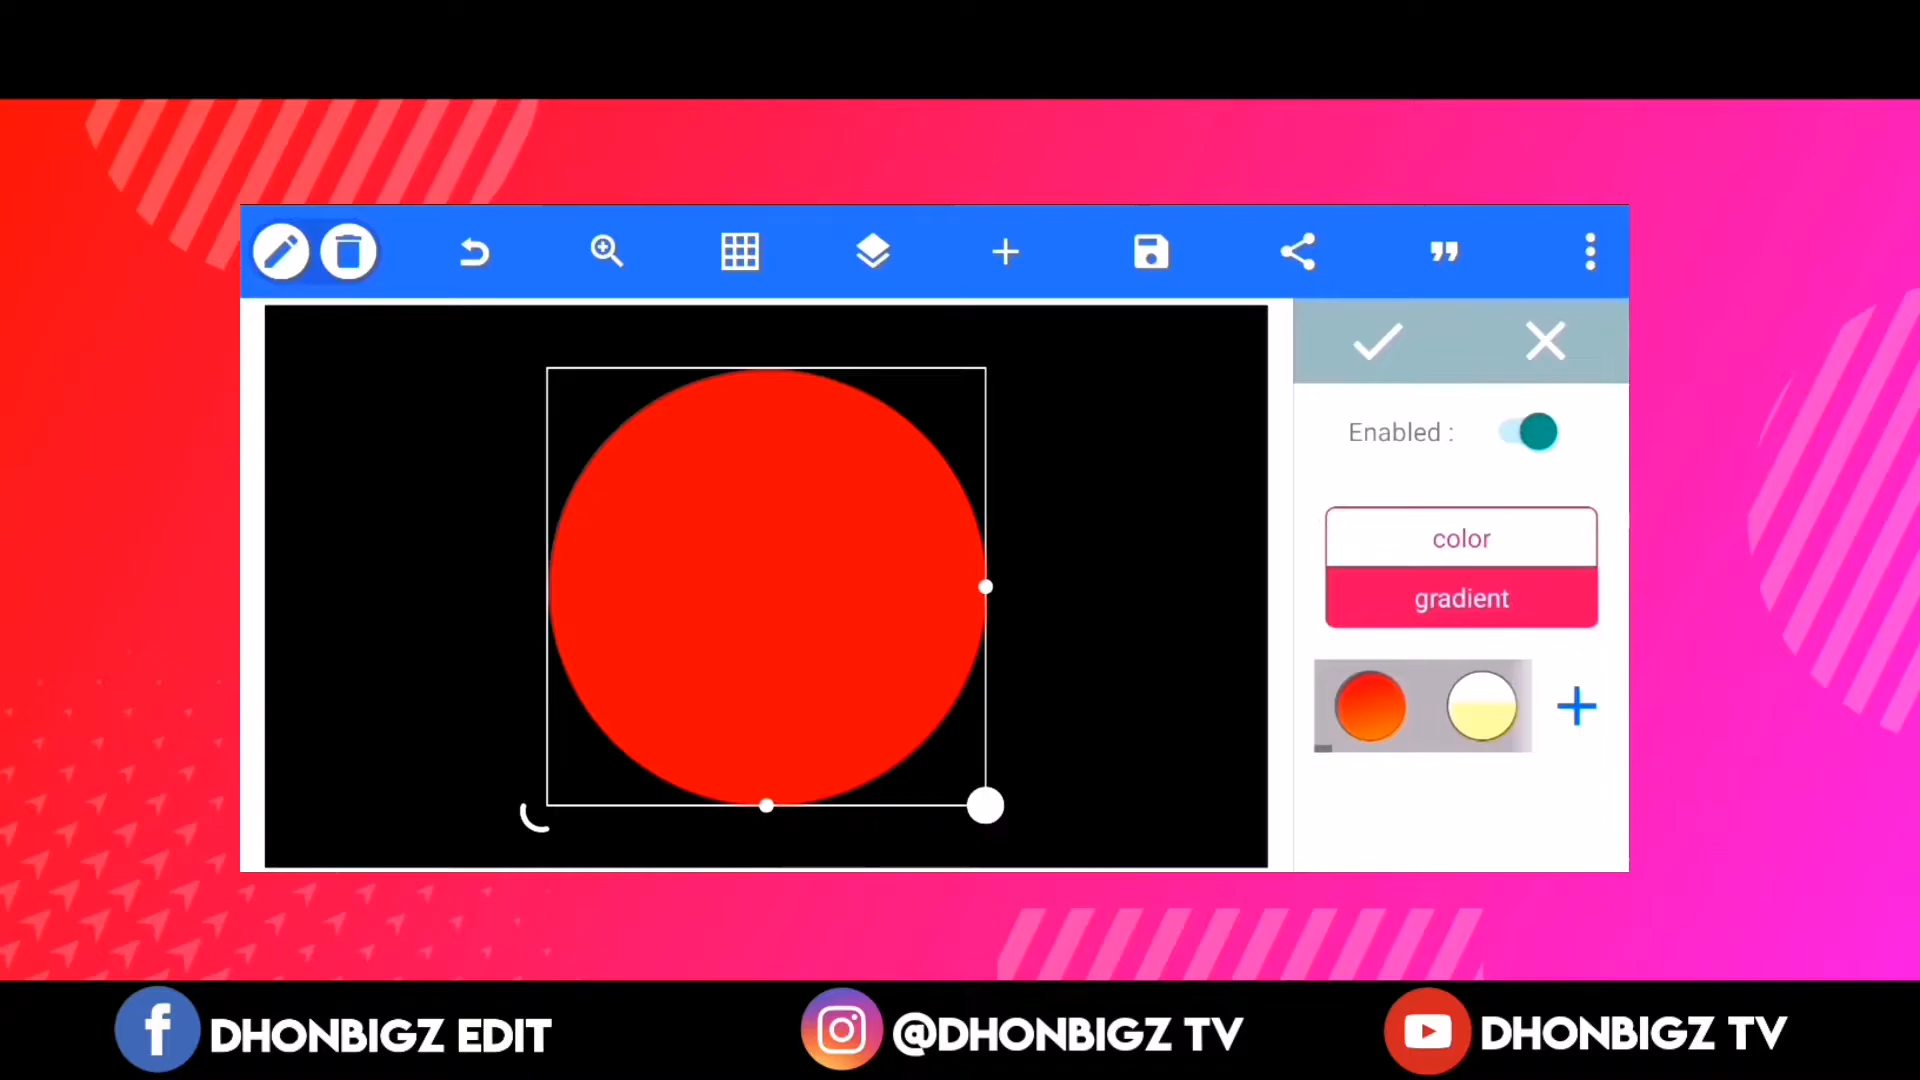 Enabled :
color
gradient
DHONBIGZ EDIT
@DHONBIGZ TV
DHONBIGZ TV